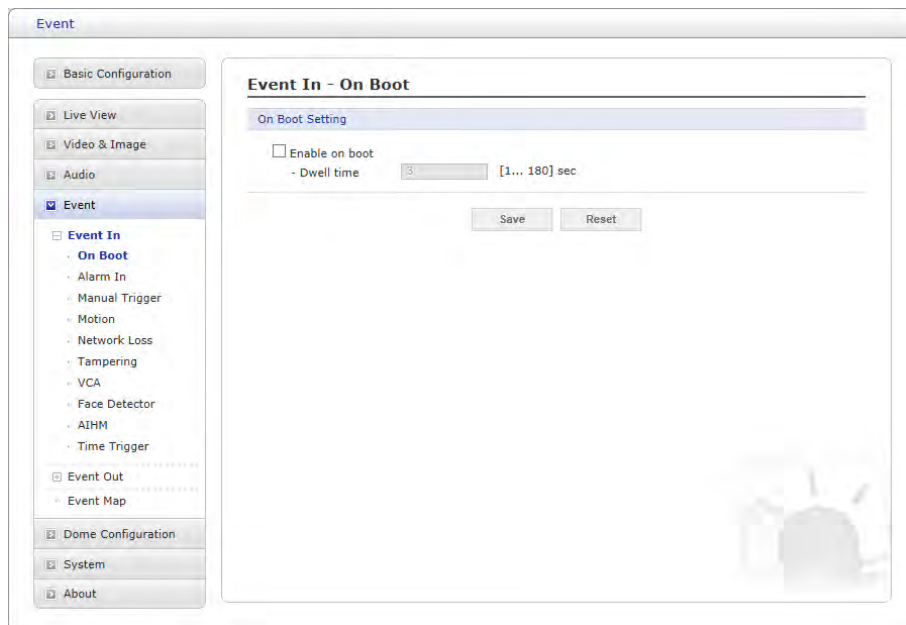 Event
Basic Configuration
Live View
Video & Image
Audio
Event
Event In
On Boot
Alarm In
Manual Trigger
Motion
Network Loss
Tampering
VCA
Face Detector
AIHM
Time Trigger
Event Out
Event Map
Dome Configuration
System
About
Event In - On Boot
On Boot Setting
Enable on boot
- Dwell time 3 [1... 180] sec
Save Reset